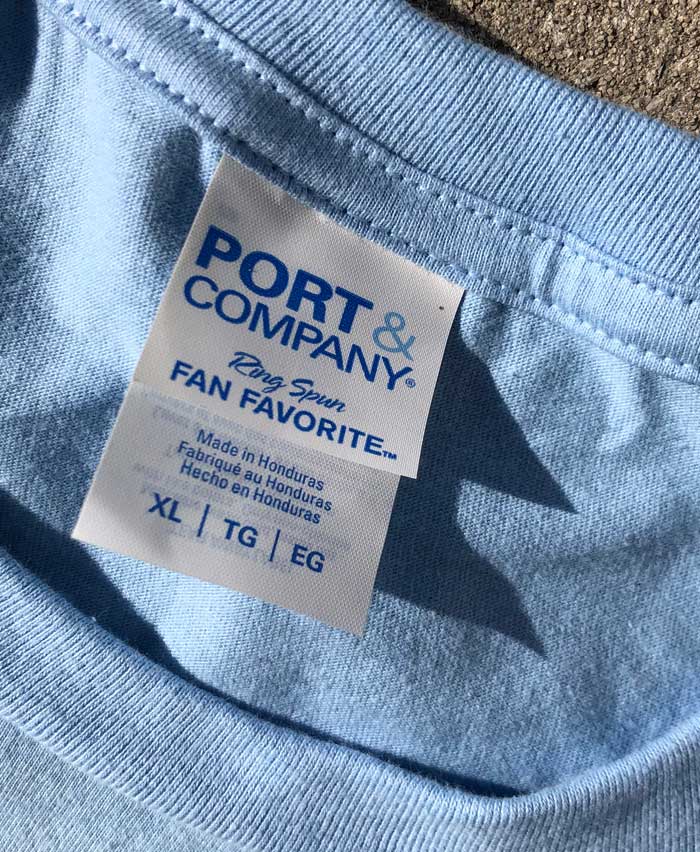 PORT &
COMPANY®
Ring Spun
FAN FAVORITE™
Made in Honduras
Fabriqué au Honduras
Hecho en Honduras
XL | TG | EG